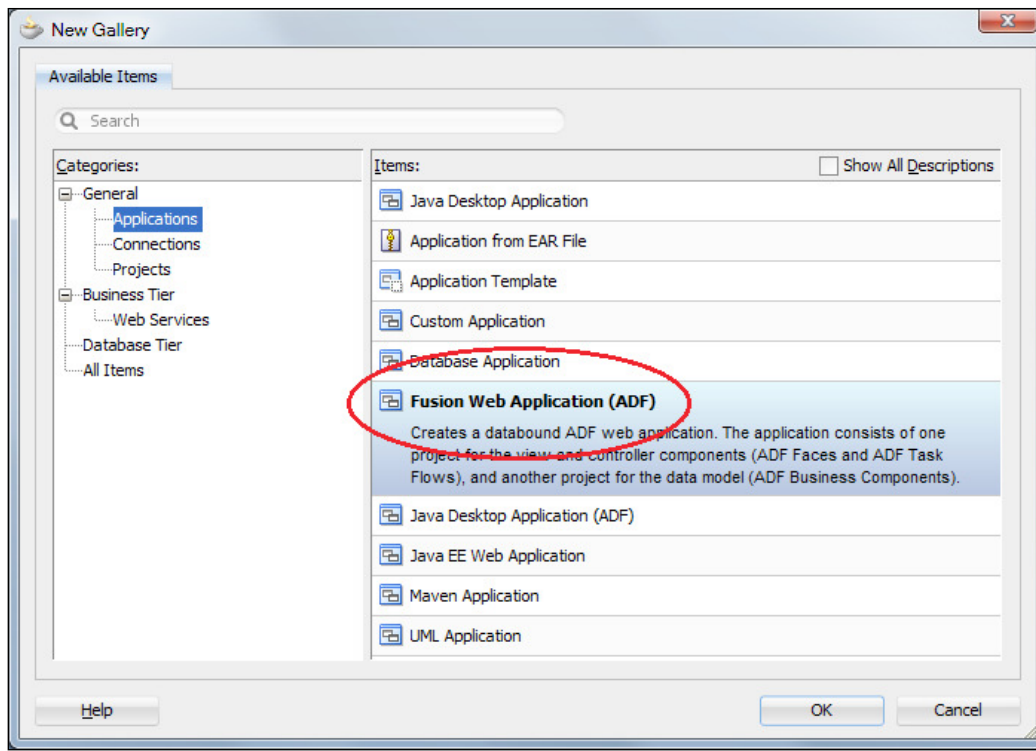 New Gallery
Available Items
Search
Categories:
General
Applications
Connections
Projects
Business Tier
Web Services
Database Tier
All Items
Items:
Show All Descriptions
Java Desktop Application
Application from EAR File
Application Template
Custom Application
Database Application
Fusion Web Application (ADF)
Creates a databound ADF web application. The application consists of one
project for the view and controller components (ADF Faces and ADF Task
Flows), and another project for the data model (ADF Business Components).
Java Desktop Application (ADF)
Java EE Web Application
Maven Application
UML Application
Help
OK
Cancel